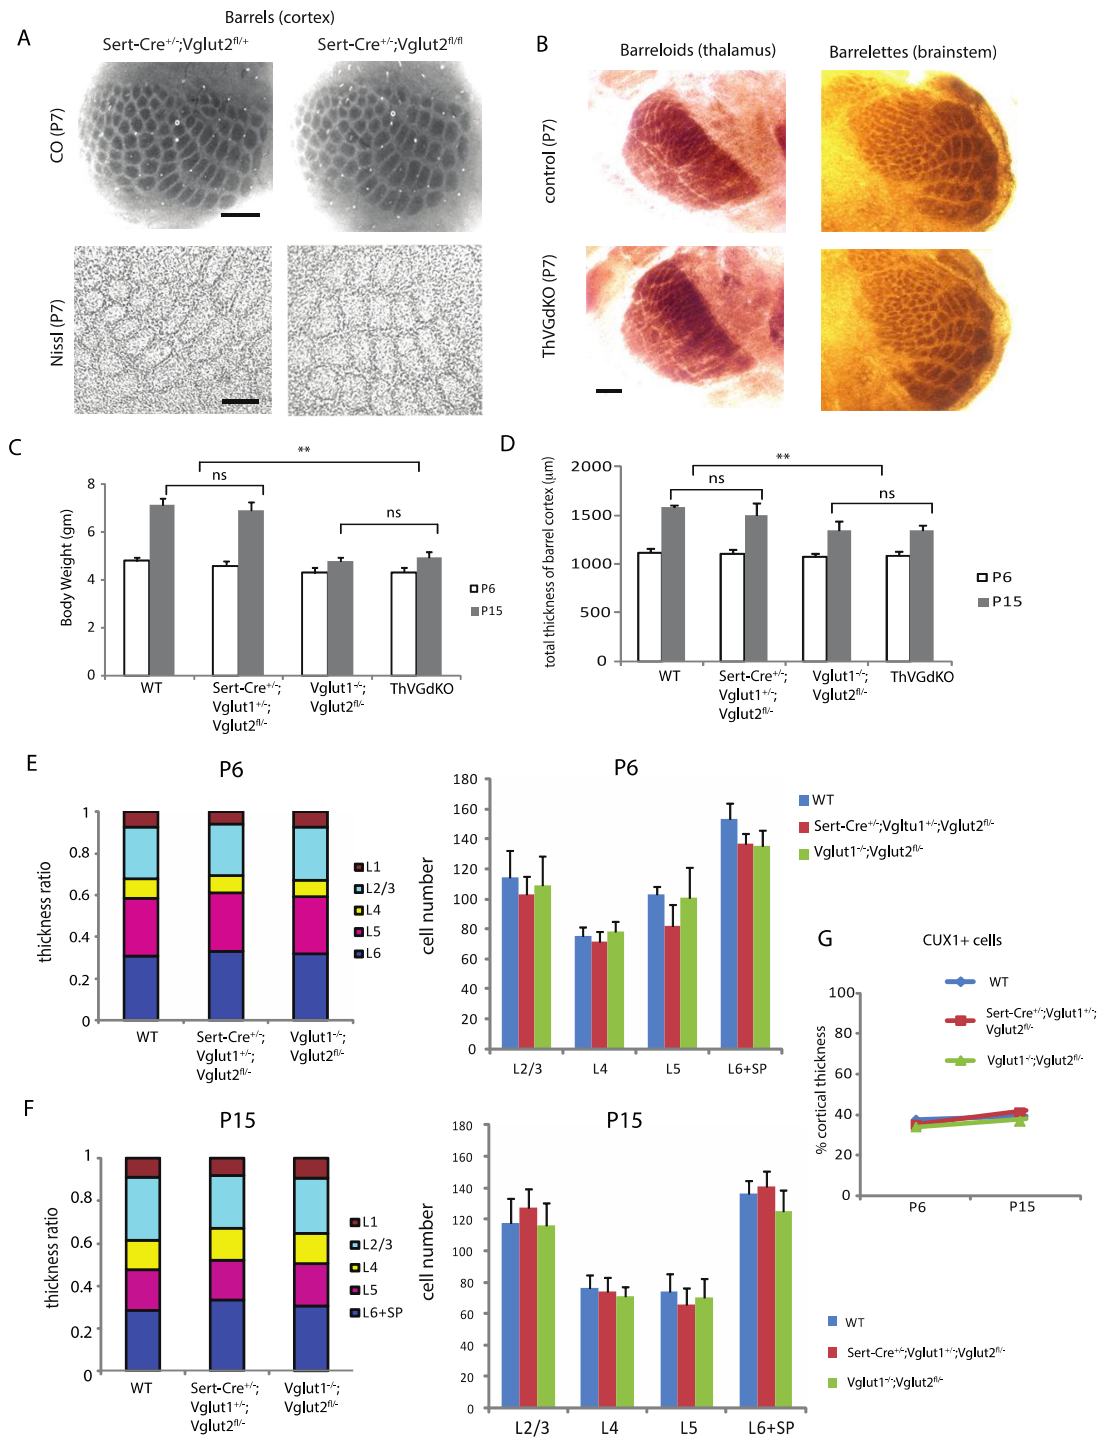 A
Barrels (cortex)
Sert-Cre+/-;Vglut2fl/+
Sert-Cre+/-;Vglut2fl/fl
CO (P7)
Nissl (P7)
B
Barreloids (thalamus)
Barrelettes (brainstem)
control (P7)
ThVGdKO (P7)
C
**
ns
ns
8
6
4
2
0
Body Weight (gm)
P6
P15
WT
Sert-Cre+/-;
Vglut1+/-;
Vglut2fl/-
Vglut1-/-;
Vglut2fl/-
ThVGdKO
D
**
ns
ns
2000
1500
1000
500
0
total thickness of barrel cortex (μm)
P6
P15
WT
Sert-Cre+/-;
Vglut1+/-;
Vglut2fl/-
Vglut1-/-;
Vglut2fl/-
ThVGdKO
E
P6
1
0.8
0.6
0.4
0.2
0
thickness ratio
L1
L2/3
L4
L5
L6
WT
Sert-Cre+/-;
Vglut1+/-;
Vglut2fl/-
Vglut1-/-;
Vglut2fl/-
P6
180
160
140
120
100
80
60
40
20
0
cell number
L2/3
L4
L5
L6+SP
WT
Sert-Cre+/-;Vgltu1+/-;Vglut2fl/-
Vglut1-/-;Vglut2fl/-
G
CUX1+ cells
WT
Sert-Cre+/-;Vglut1+/-;
Vglut2fl/-
Vglut1-/-;Vglut2fl/-
100
80
60
40
20
0
% cortical thickness
P6
P15
F
P15
1
0.8
0.6
0.4
0.2
0
thickness ratio
L1
L2/3
L4
L5
L6+SP
WT
Sert-Cre+/-;
Vglut1+/-;
Vglut2fl/-
Vglut1-/-;
Vglut2fl/-
P15
180
160
140
120
100
80
60
40
20
0
cell number
L2/3
L4
L5
L6+SP
WT
Sert-Cre+/-;Vglut1+/-;Vglut2fl/-
Vglut1-/-;Vglut2fl/-